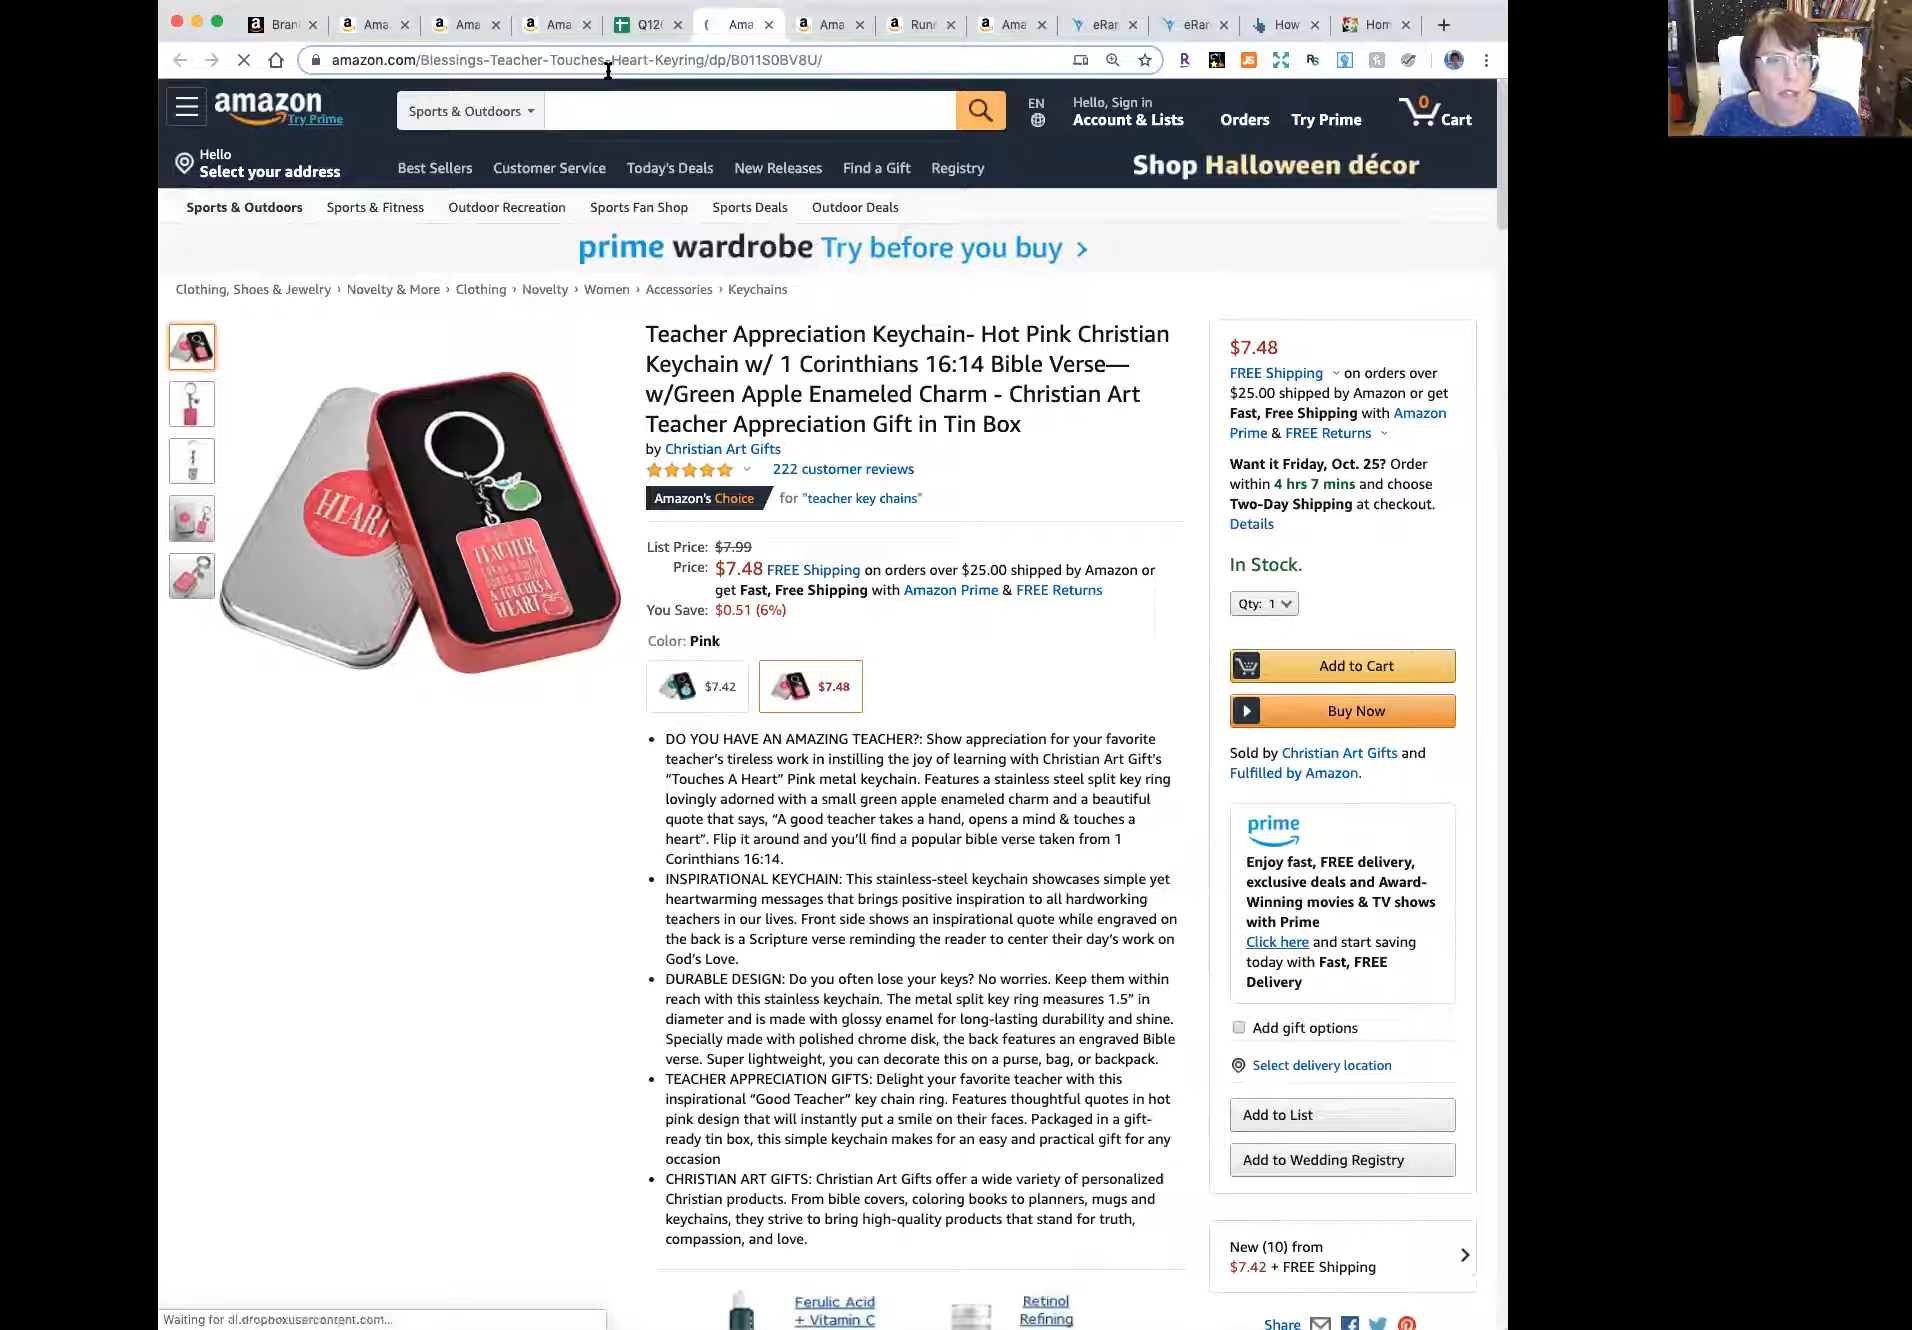 Bran
Ama
Ama
Ama
Q12
Ama
Ama
Runn
Ama
eRar
eRar
How
Hom
amazon.com/Blessings-Teacher-Touches-Heart-Keyring/dp/B011S0BV8U/
amazon
Try Prime
Sports & Outdoors
EN
Hello, Sign in
Account & Lists
Orders
Try Prime
0
Cart
Hello
Select your address
Best Sellers
Customer Service
Today's Deals
New Releases
Find a Gift
Registry
Shop Halloween décor
Sports & Outdoors
Sports & Fitness
Outdoor Recreation
Sports Fan Shop
Sports Deals
Outdoor Deals
prime wardrobe Try before you buy >
Clothing, Shoes & Jewelry › Novelty & More › Clothing › Novelty › Women › Accessories › Keychains
HEART
TEACHER
& TOUCHES A
HEART
Teacher Appreciation Keychain- Hot Pink Christian
Keychain w/ 1 Corinthians 16:14 Bible Verse—
w/Green Apple Enameled Charm - Christian Art
Teacher Appreciation Gift in Tin Box
by Christian Art Gifts
222 customer reviews
Amazon's Choice for "teacher key chains"
List Price: $7.99
Price: $7.48 FREE Shipping on orders over $25.00 shipped by Amazon or
get Fast, Free Shipping with Amazon Prime & FREE Returns
You Save: $0.51 (6%)
Color: Pink
$7.42
$7.48
• DO YOU HAVE AN AMAZING TEACHER?: Show appreciation for your favorite
teacher's tireless work in instilling the joy of learning with Christian Art Gift's
“Touches A Heart” Pink metal keychain. Features a stainless steel split key ring
lovingly adorned with a small green apple enameled charm and a beautiful
quote that says, “A good teacher takes a hand, opens a mind & touches a
heart”. Flip it around and you'll find a popular bible verse taken from 1
Corinthians 16:14.
• INSPIRATIONAL KEYCHAIN: This stainless-steel keychain showcases simple yet
heartwarming messages that brings positive inspiration to all hardworking
teachers in our lives. Front side shows an inspirational quote while engraved on
the back is a Scripture verse reminding the reader to center their day's work on
God's Love.
• DURABLE DESIGN: Do you often lose your keys? No worries. Keep them within
reach with this stainless keychain. The metal split key ring measures 1.5” in
diameter and is made with glossy enamel for long-lasting durability and shine.
Specially made with polished chrome disk, the back features an engraved Bible
verse. Super lightweight, you can decorate this on a purse, bag, or backpack.
• TEACHER APPRECIATION GIFTS: Delight your favorite teacher with this
inspirational “Good Teacher” key chain ring. Features thoughtful quotes in hot
pink design that will instantly put a smile on their faces. Packaged in a gift-
ready tin box, this simple keychain makes for an easy and practical gift for any
occasion
• CHRISTIAN ART GIFTS: Christian Art Gifts offer a wide variety of personalized
Christian products. From bible covers, coloring books to planners, mugs and
keychains, they strive to bring high-quality products that stand for truth,
compassion, and love.
Ferulic Acid
+ Vitamin C
Retinol
Refining
$7.48
FREE Shipping on orders over
$25.00 shipped by Amazon or get
Fast, Free Shipping with Amazon
Prime & FREE Returns
Want it Friday, Oct. 25? Order
within 4 hrs 7 mins and choose
Two-Day Shipping at checkout.
Details
In Stock.
Qty: 1
Add to Cart
Buy Now
Sold by Christian Art Gifts and
Fulfilled by Amazon.
prime
Enjoy fast, FREE delivery,
exclusive deals and Award-
Winning movies & TV shows
with Prime
Click here and start saving
today with Fast, FREE
Delivery
Add gift options
Select delivery location
Add to List
Add to Wedding Registry
New (10) from
$7.42 + FREE Shipping
Share
Waiting for dl.dropboxusercontent.com...